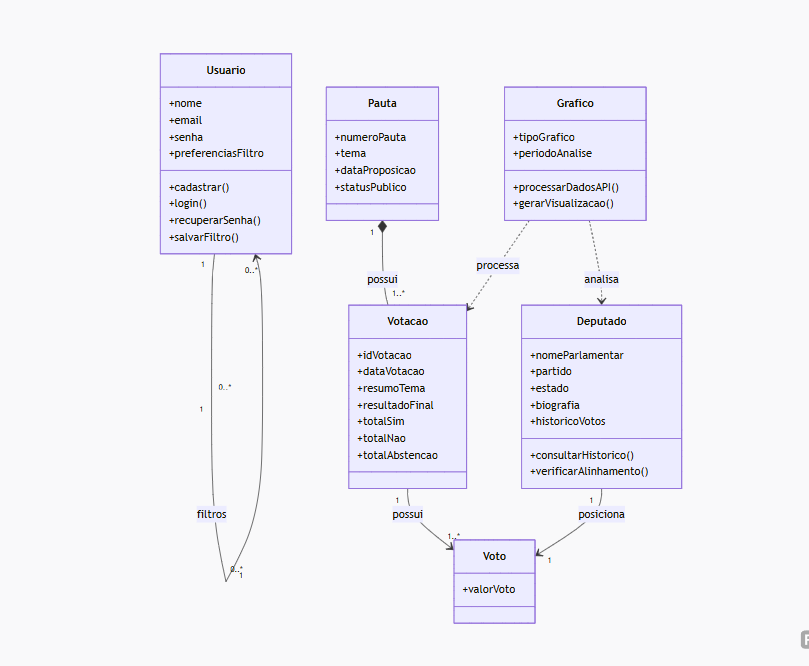 Usuario
+nome
+email
+senha
+preferenciasFiltro
+cadastrar()
+login()
+recuperarSenha()
+salvarFiltro()
Pauta
+numeroPauta
+tema
+dataProposicao
+statusPublico
Grafico
+tipoGrafico
+periodoAnalise
+processarDadosAPI()
+gerarVisualizacao()
1
0..*
1
possui
1..*
processa
analisa
Votacao
+idVotacao
+dataVotacao
+resumoTema
+resultadoFinal
+totalSim
+totalNao
+totalAbstencao
Deputado
+nomeParlamentar
+partido
+estado
+biografia
+historicoVotos
+consultarHistorico()
+verificarAlinhamento()
0..*
1
filtros
0..*
1
1
possui
1..*
1
posiciona
1
Voto
+valorVoto